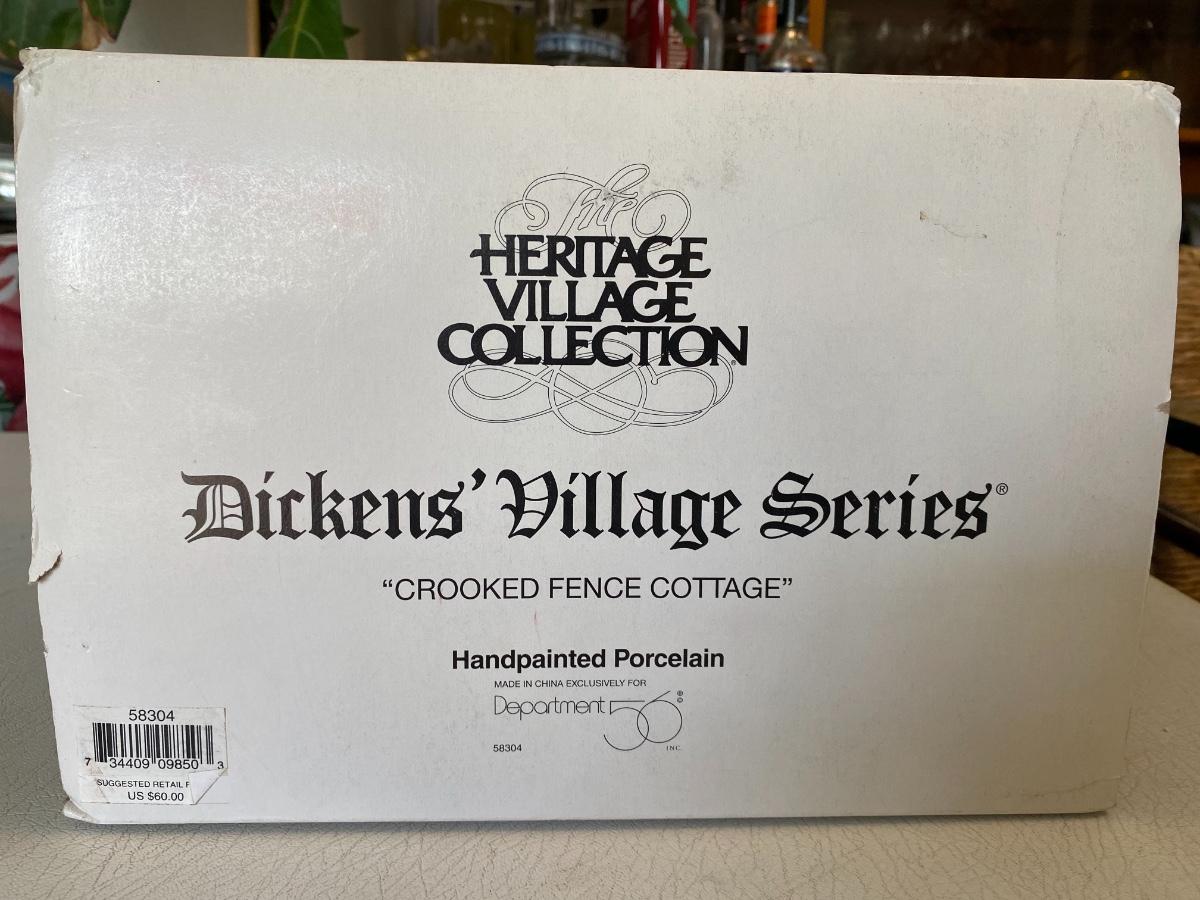 The
HERITAGE
VILLAGE
COLLECTION®
Dickens' Village Series®
“CROOKED FENCE COTTAGE”
Handpainted Porcelain
MADE IN CHINA EXCLUSIVELY FOR
Department 56 ®©
INC.
58304
58304
7 34409 09850 3
SUGGESTED RETAIL
US $60.00